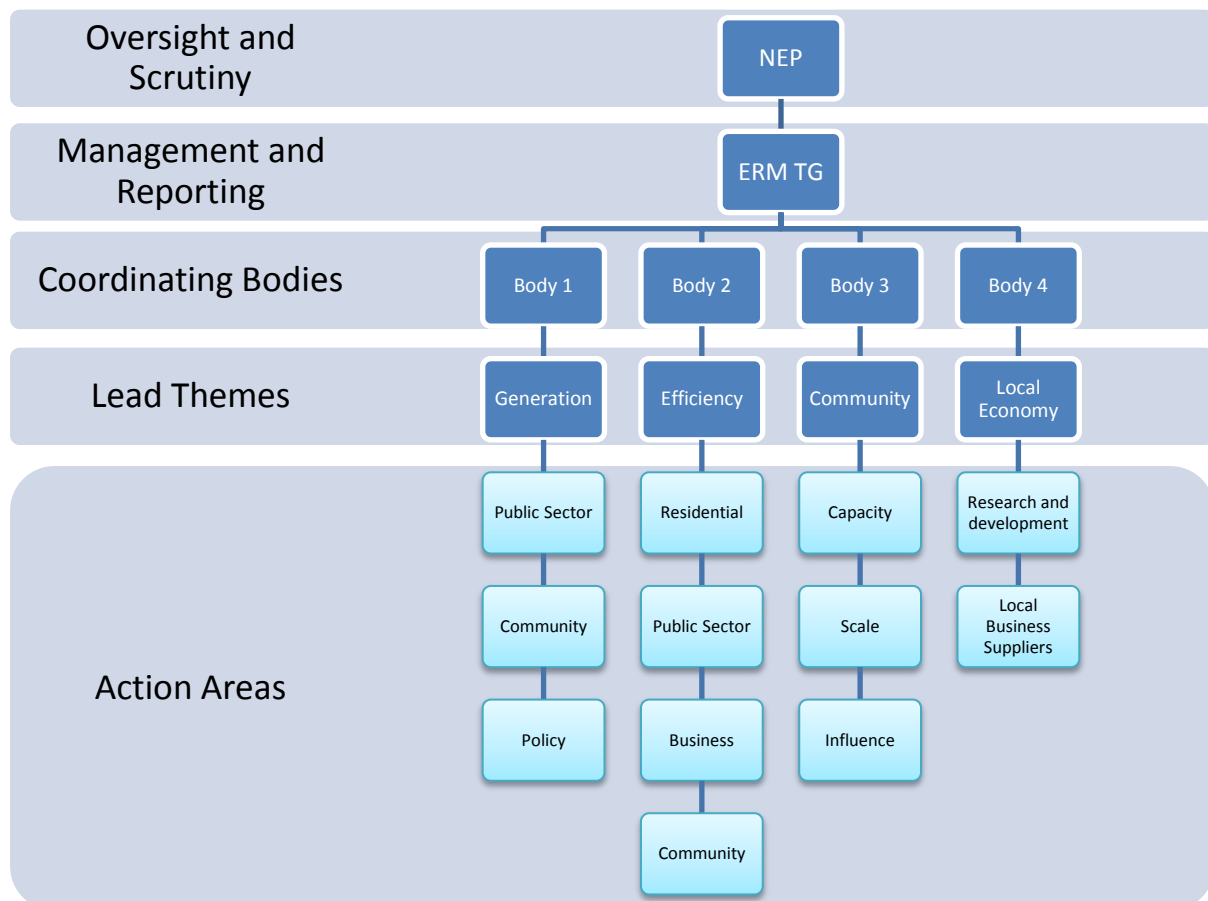 Oversight and
Scrutiny
NEP
Management and
Reporting
ERM TG
Coordinating Bodies
Body 1
Body 2
Body 3
Body 4
Lead Themes
Generation
Efficiency
Community
Local
Economy
Action Areas
Public Sector
Residential
Capacity
Research and
development
Community
Public Sector
Scale
Local
Business
Suppliers
Policy
Business
Influence
Community